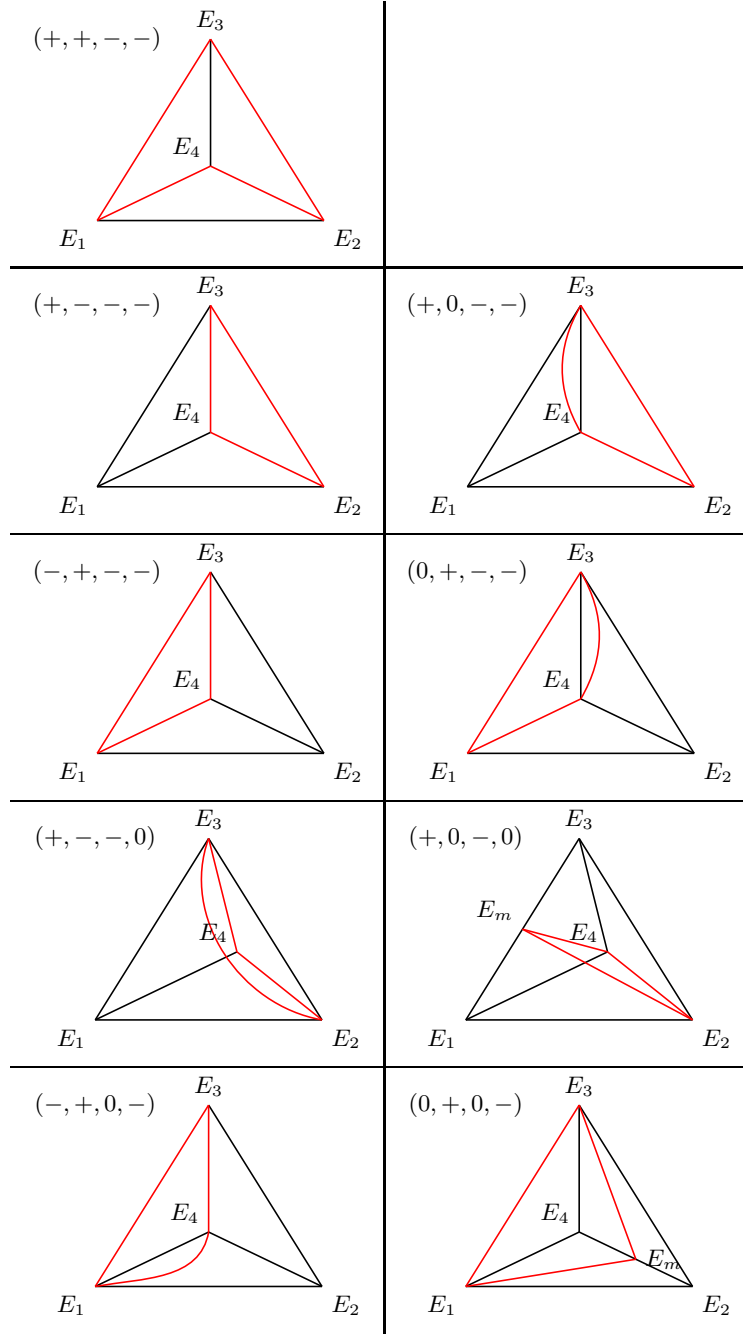 (+, +, −, −)
E₃
E₄
E₁
E₂
(+, −, −, −)
E₃
E₄
E₁
E₂
(+, 0, −, −)
E₃
E₄
E₁
E₂
(−, +, −, −)
E₃
E₄
E₁
E₂
(0, +, −, −)
E₃
E₄
E₁
E₂
(+, −, −, 0)
E₃
E₄
E₁
E₂
(+, 0, −, 0)
E₃
Eₘ
E₄
E₁
E₂
(−, +, 0, −)
E₃
E₄
E₁
E₂
(0, +, 0, −)
E₃
E₄
Eₘ
E₁
E₂